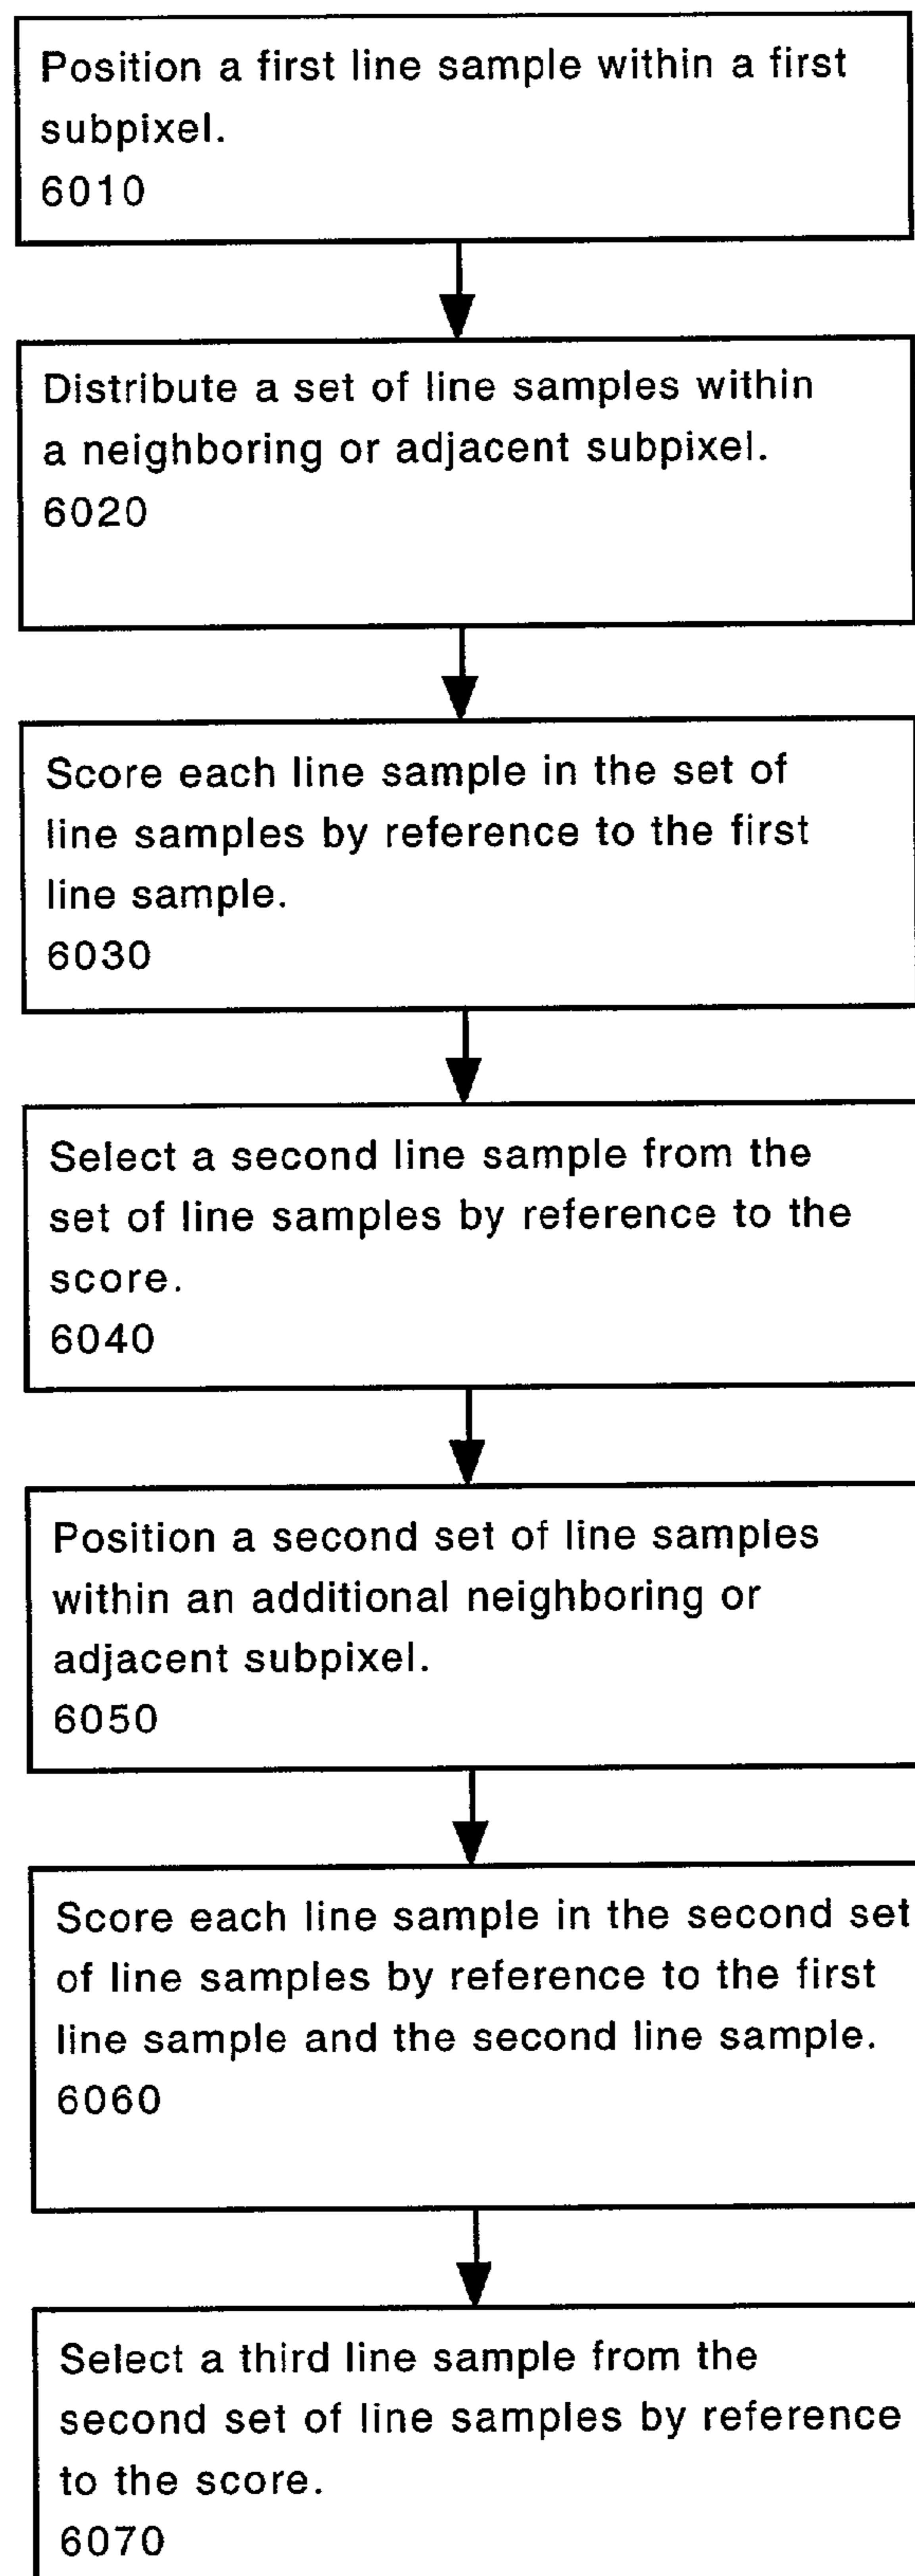 Position a first line sample within a first
subpixel.
6010
Distribute a set of line samples within
a neighboring or adjacent subpixel.
6020
Score each line sample in the set of
line samples by reference to the first
line sample.
6030
Select a second line sample from the
set of line samples by reference to the
score.
6040
Position a second set of line samples
within an additional neighboring or
adjacent subpixel.
6050
Score each line sample in the second set
of line samples by reference to the first
line sample and the second line sample.
6060
Select a third line sample from the
second set of line samples by reference
to the score.
6070